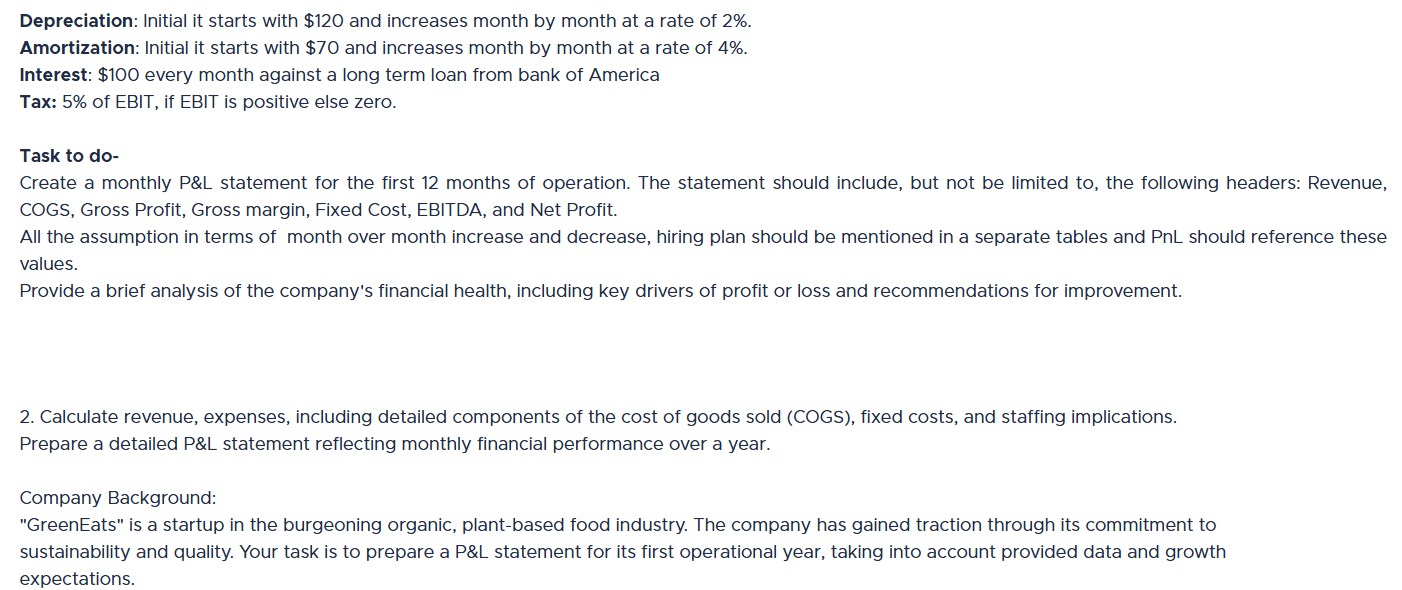 Depreciation: Initial it starts with $120 and increases month by month at a rate of 2%.
Amortization: Initial it starts with $70 and increases month by month at a rate of 4%.
Interest: $100 every month against a long term loan from bank of America
Tax: 5% of EBIT, if EBIT is positive else zero.
Task to do-
Create a monthly P&L statement for the first 12 months of operation. The statement should include, but not be limited to, the following headers: Revenue,
COGS, Gross Profit, Gross margin, Fixed Cost, EBITDA, and Net Profit.
All the assumption in terms of month over month increase and decrease, hiring plan should be mentioned in a separate tables and PnL should reference these
values.
Provide a brief analysis of the company's financial health, including key drivers of profit or loss and recommendations for improvement.
2. Calculate revenue, expenses, including detailed components of the cost of goods sold (COGS), fixed costs, and staffing implications.
Prepare a detailed P&L statement reflecting monthly financial performance over a year.
Company Background:
"GreenEats" is a startup in the burgeoning organic, plant-based food industry. The company has gained traction through its commitment to
sustainability and quality. Your task is to prepare a P&L statement for its first operational year, taking into account provided data and growth
expectations.